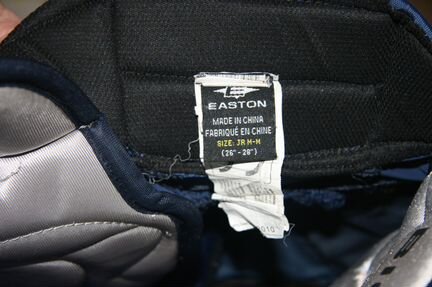 EASTON
MADE IN CHINA
FABRIQUÉ EN CHINE
SIZE: JR M-M
(26" - 28")